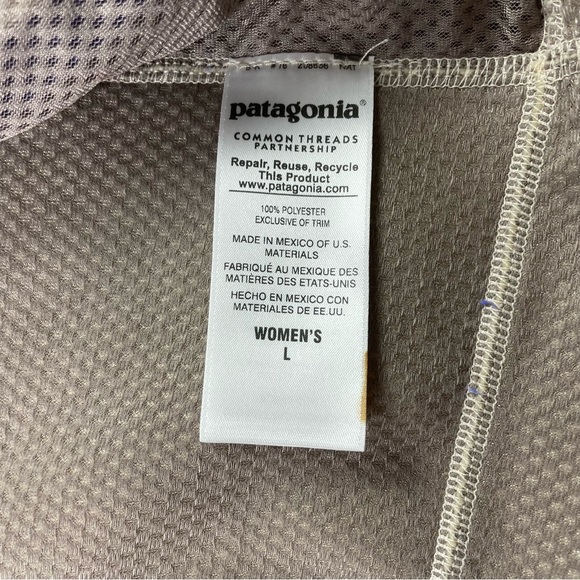 patagonia®
COMMON THREADS
PARTNERSHIP
Repair, Reuse, Recycle
This Product
www.patagonia.com
100% POLYESTER
EXCLUSIVE OF TRIM
MADE IN MEXICO OF U.S.
MATERIALS
FABRIQUÉ AU MEXIQUE DES
MATIÈRES DES ETATS-UNIS
HECHO EN MEXICO CON
MATERIALES DE EE.UU.
WOMEN'S
L